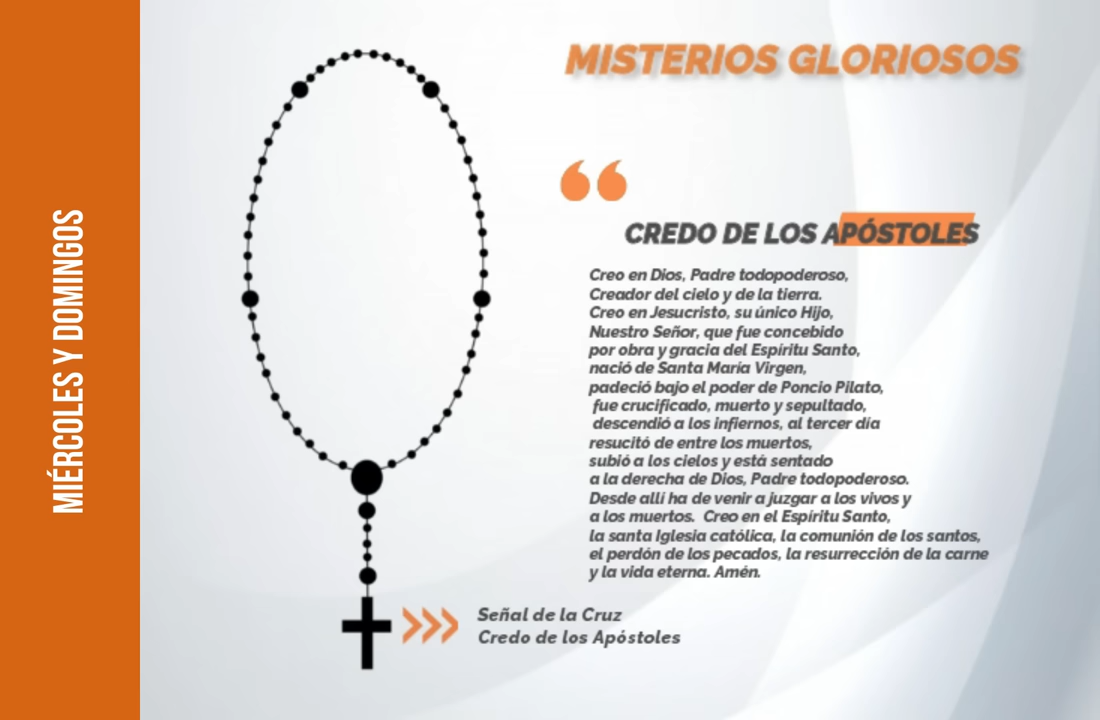 MIÉRCOLES Y DOMINGOS
MISTERIOS GLORIOSOS
CREDO DE LOS APÓSTOLES
Creo en Dios, Padre todopoderoso,
Creador del cielo y de la tierra.
Creo en Jesucristo, su único Hijo,
Nuestro Señor, que fue concebido
por obra y gracia del Espíritu Santo,
nació de Santa María Virgen,
padeció bajo el poder de Poncio Pilato,
fue crucificado, muerto y sepultado,
descendió a los infiernos, al tercer día
resucitó de entre los muertos,
subió a los cielos y está sentado
a la derecha de Dios, Padre todopoderoso.
Desde allí ha de venir a juzgar a los vivos y
a los muertos. Creo en el Espíritu Santo,
la santa Iglesia católica, la comunión de los santos,
el perdón de los pecados, la resurrección de la carne
y la vida eterna. Amén.
Señal de la Cruz
Credo de los Apóstoles